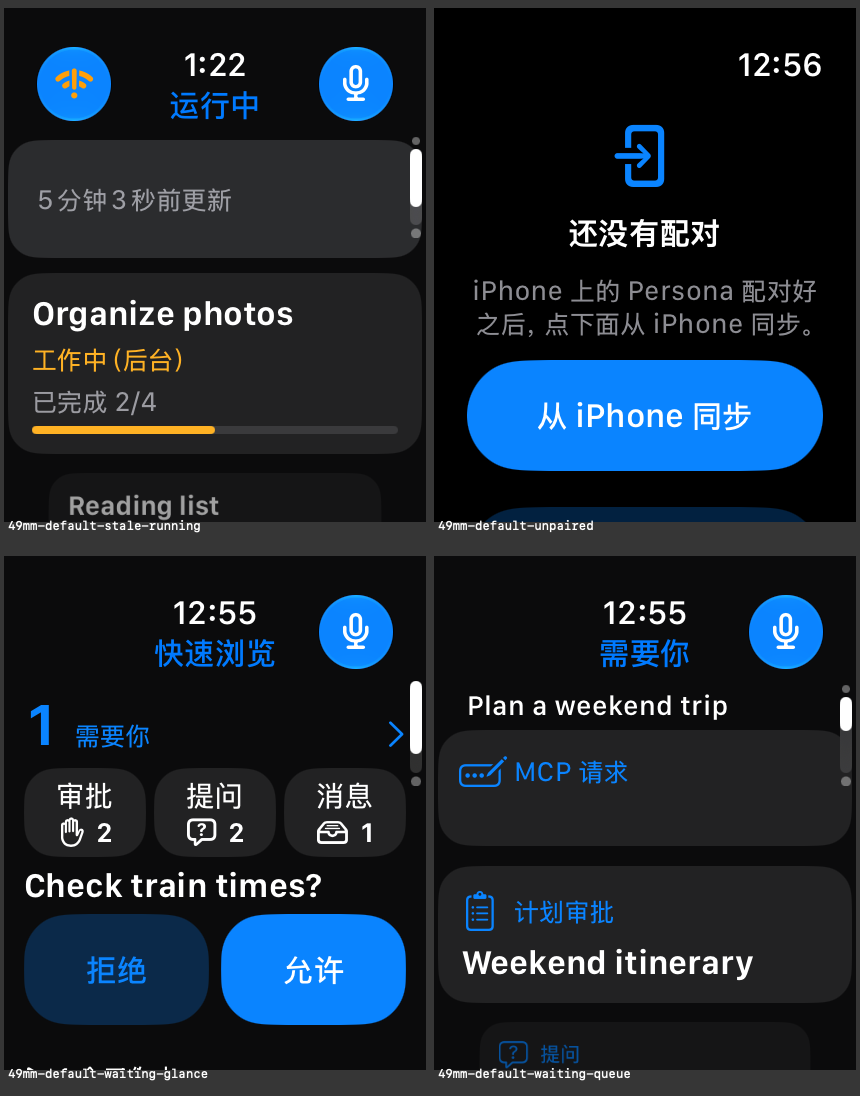 1:22
运行中
5分钟3秒前更新
Organize photos
工作中(后台)
已完成 2/4
Reading list
49mm-default-stale-running
12:56
还没有配对
iPhone 上的 Persona 配对好
之后,点下面从 iPhone 同步。
从 iPhone 同步
49mm-default-unpaired
12:55
快速浏览
1 需要你
审批
2
提问
2
消息
1
Check train times?
拒绝
允许
49mm-default-waiting-glance
12:55
需要你
Plan a weekend trip
MCP 请求
计划审批
Weekend itinerary
提问
49mm-default-waiting-queue